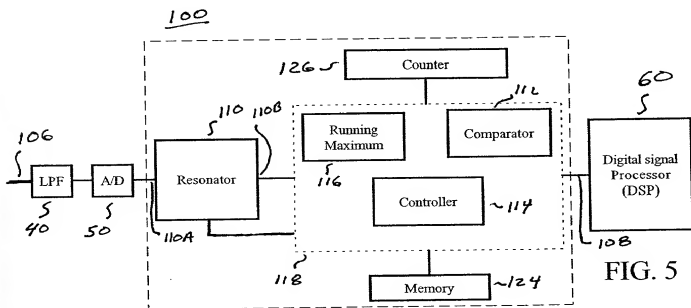 100
126
Counter
60
112
106
110
110B
Running
Maximum
Comparator
LPF
A/D
Resonator
Digital signal
Processor
(DSP)
116
Controller
114
40
50
110A
108
118
FIG. 5
Memory
124